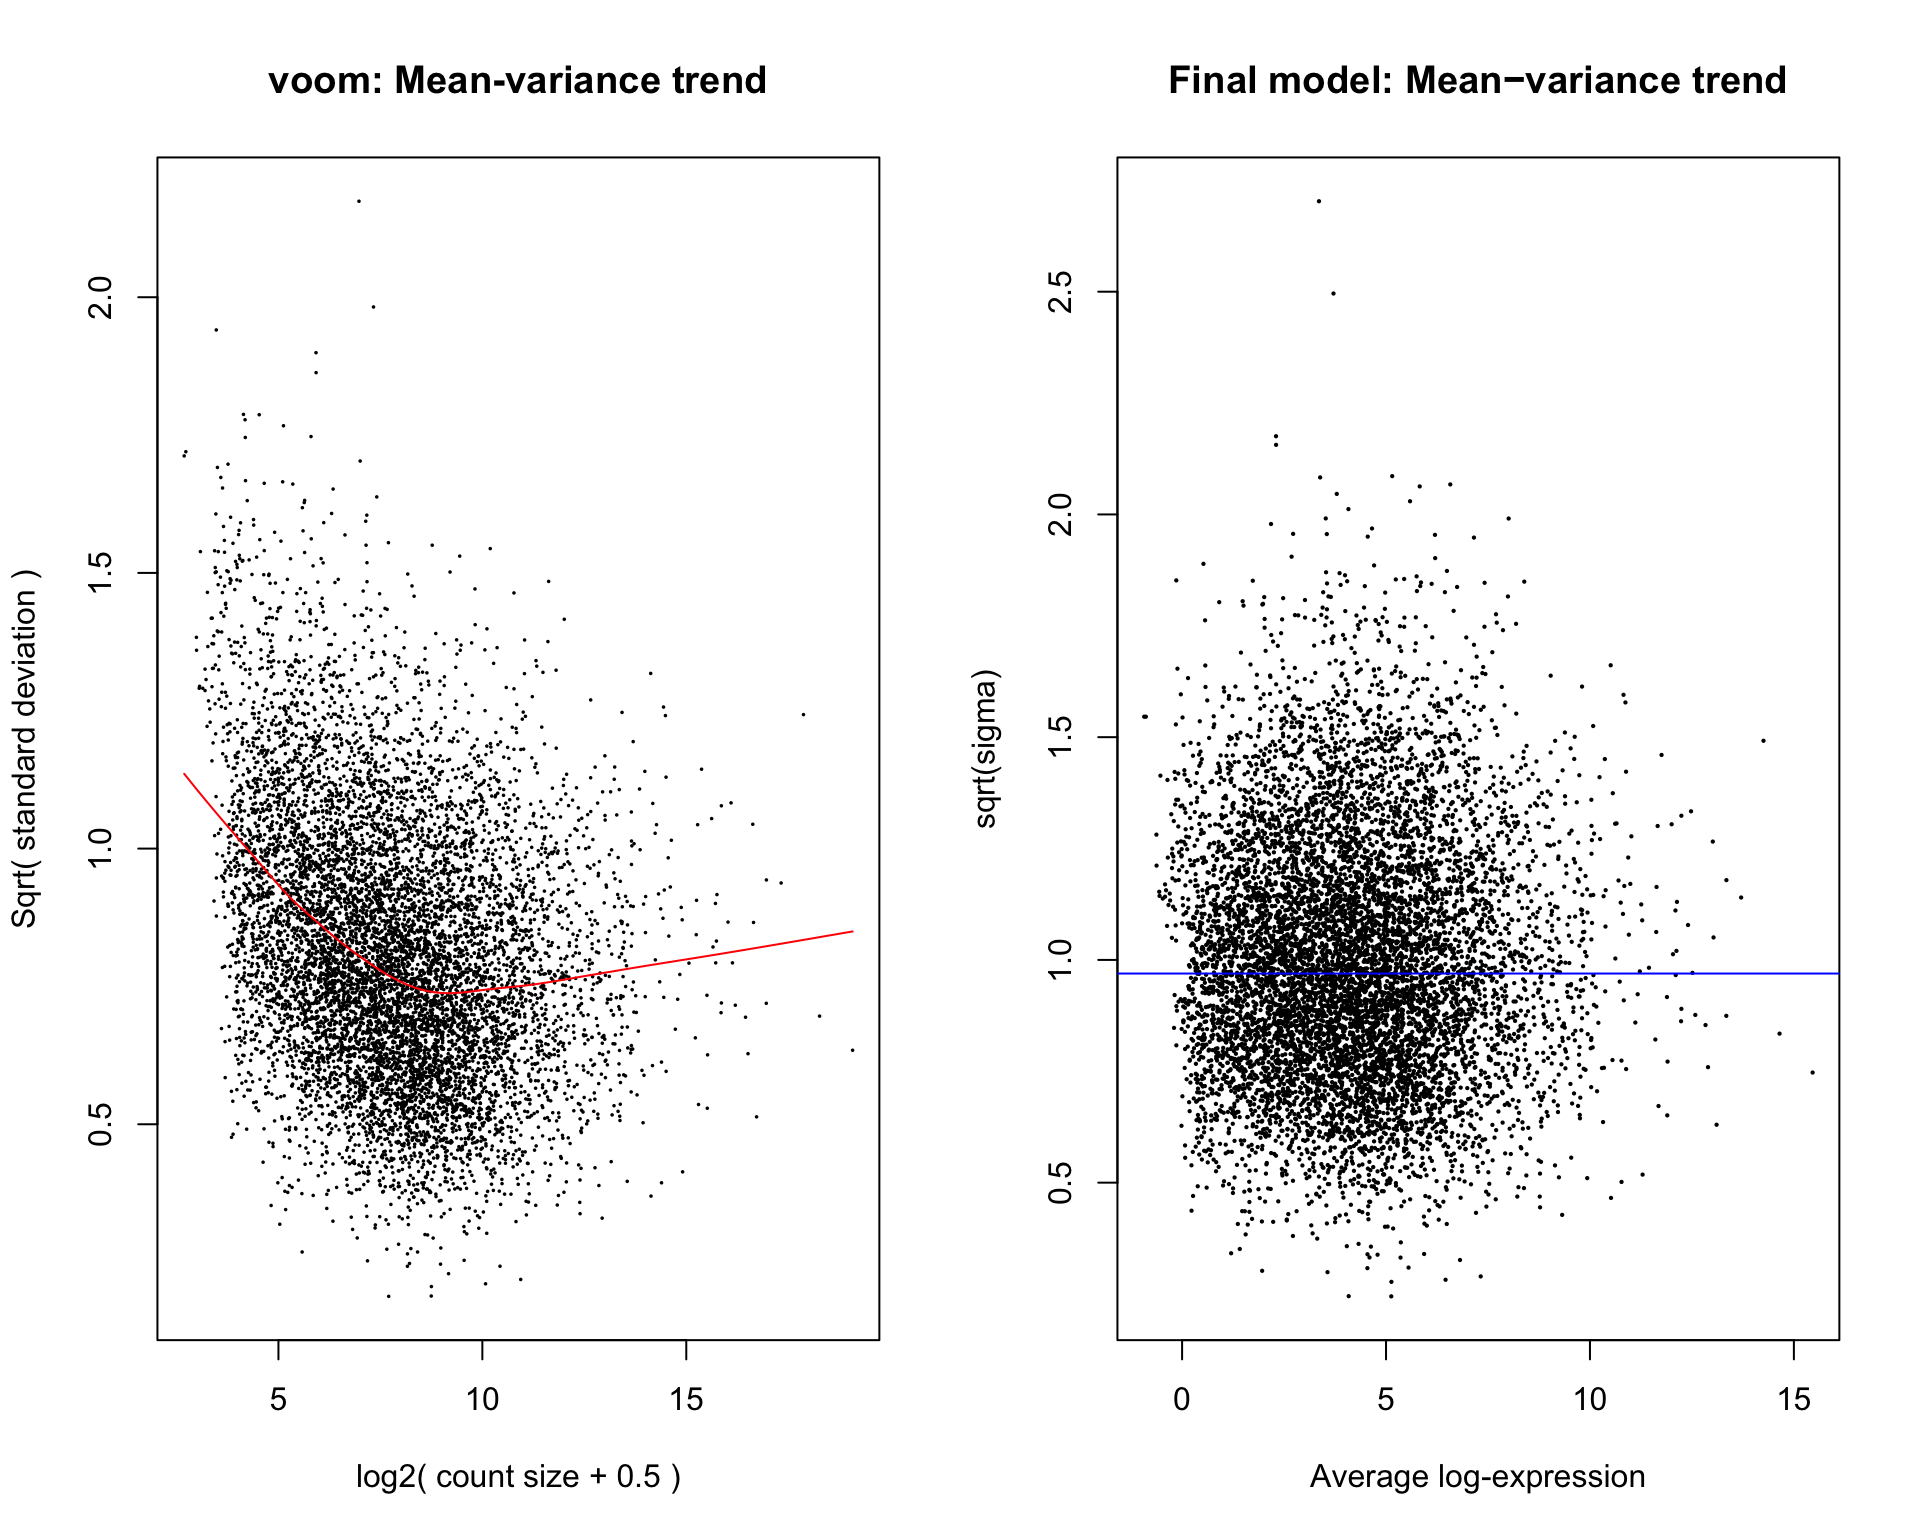 voom: Mean-variance trend
Sqrt( standard deviation )
2.0
1.5
1.0
0.5
5 10 15
log2( count size + 0.5 )
Final model: Mean−variance trend
sqrt(sigma)
2.5
2.0
1.5
1.0
0.5
0 5 10 15
Average log-expression